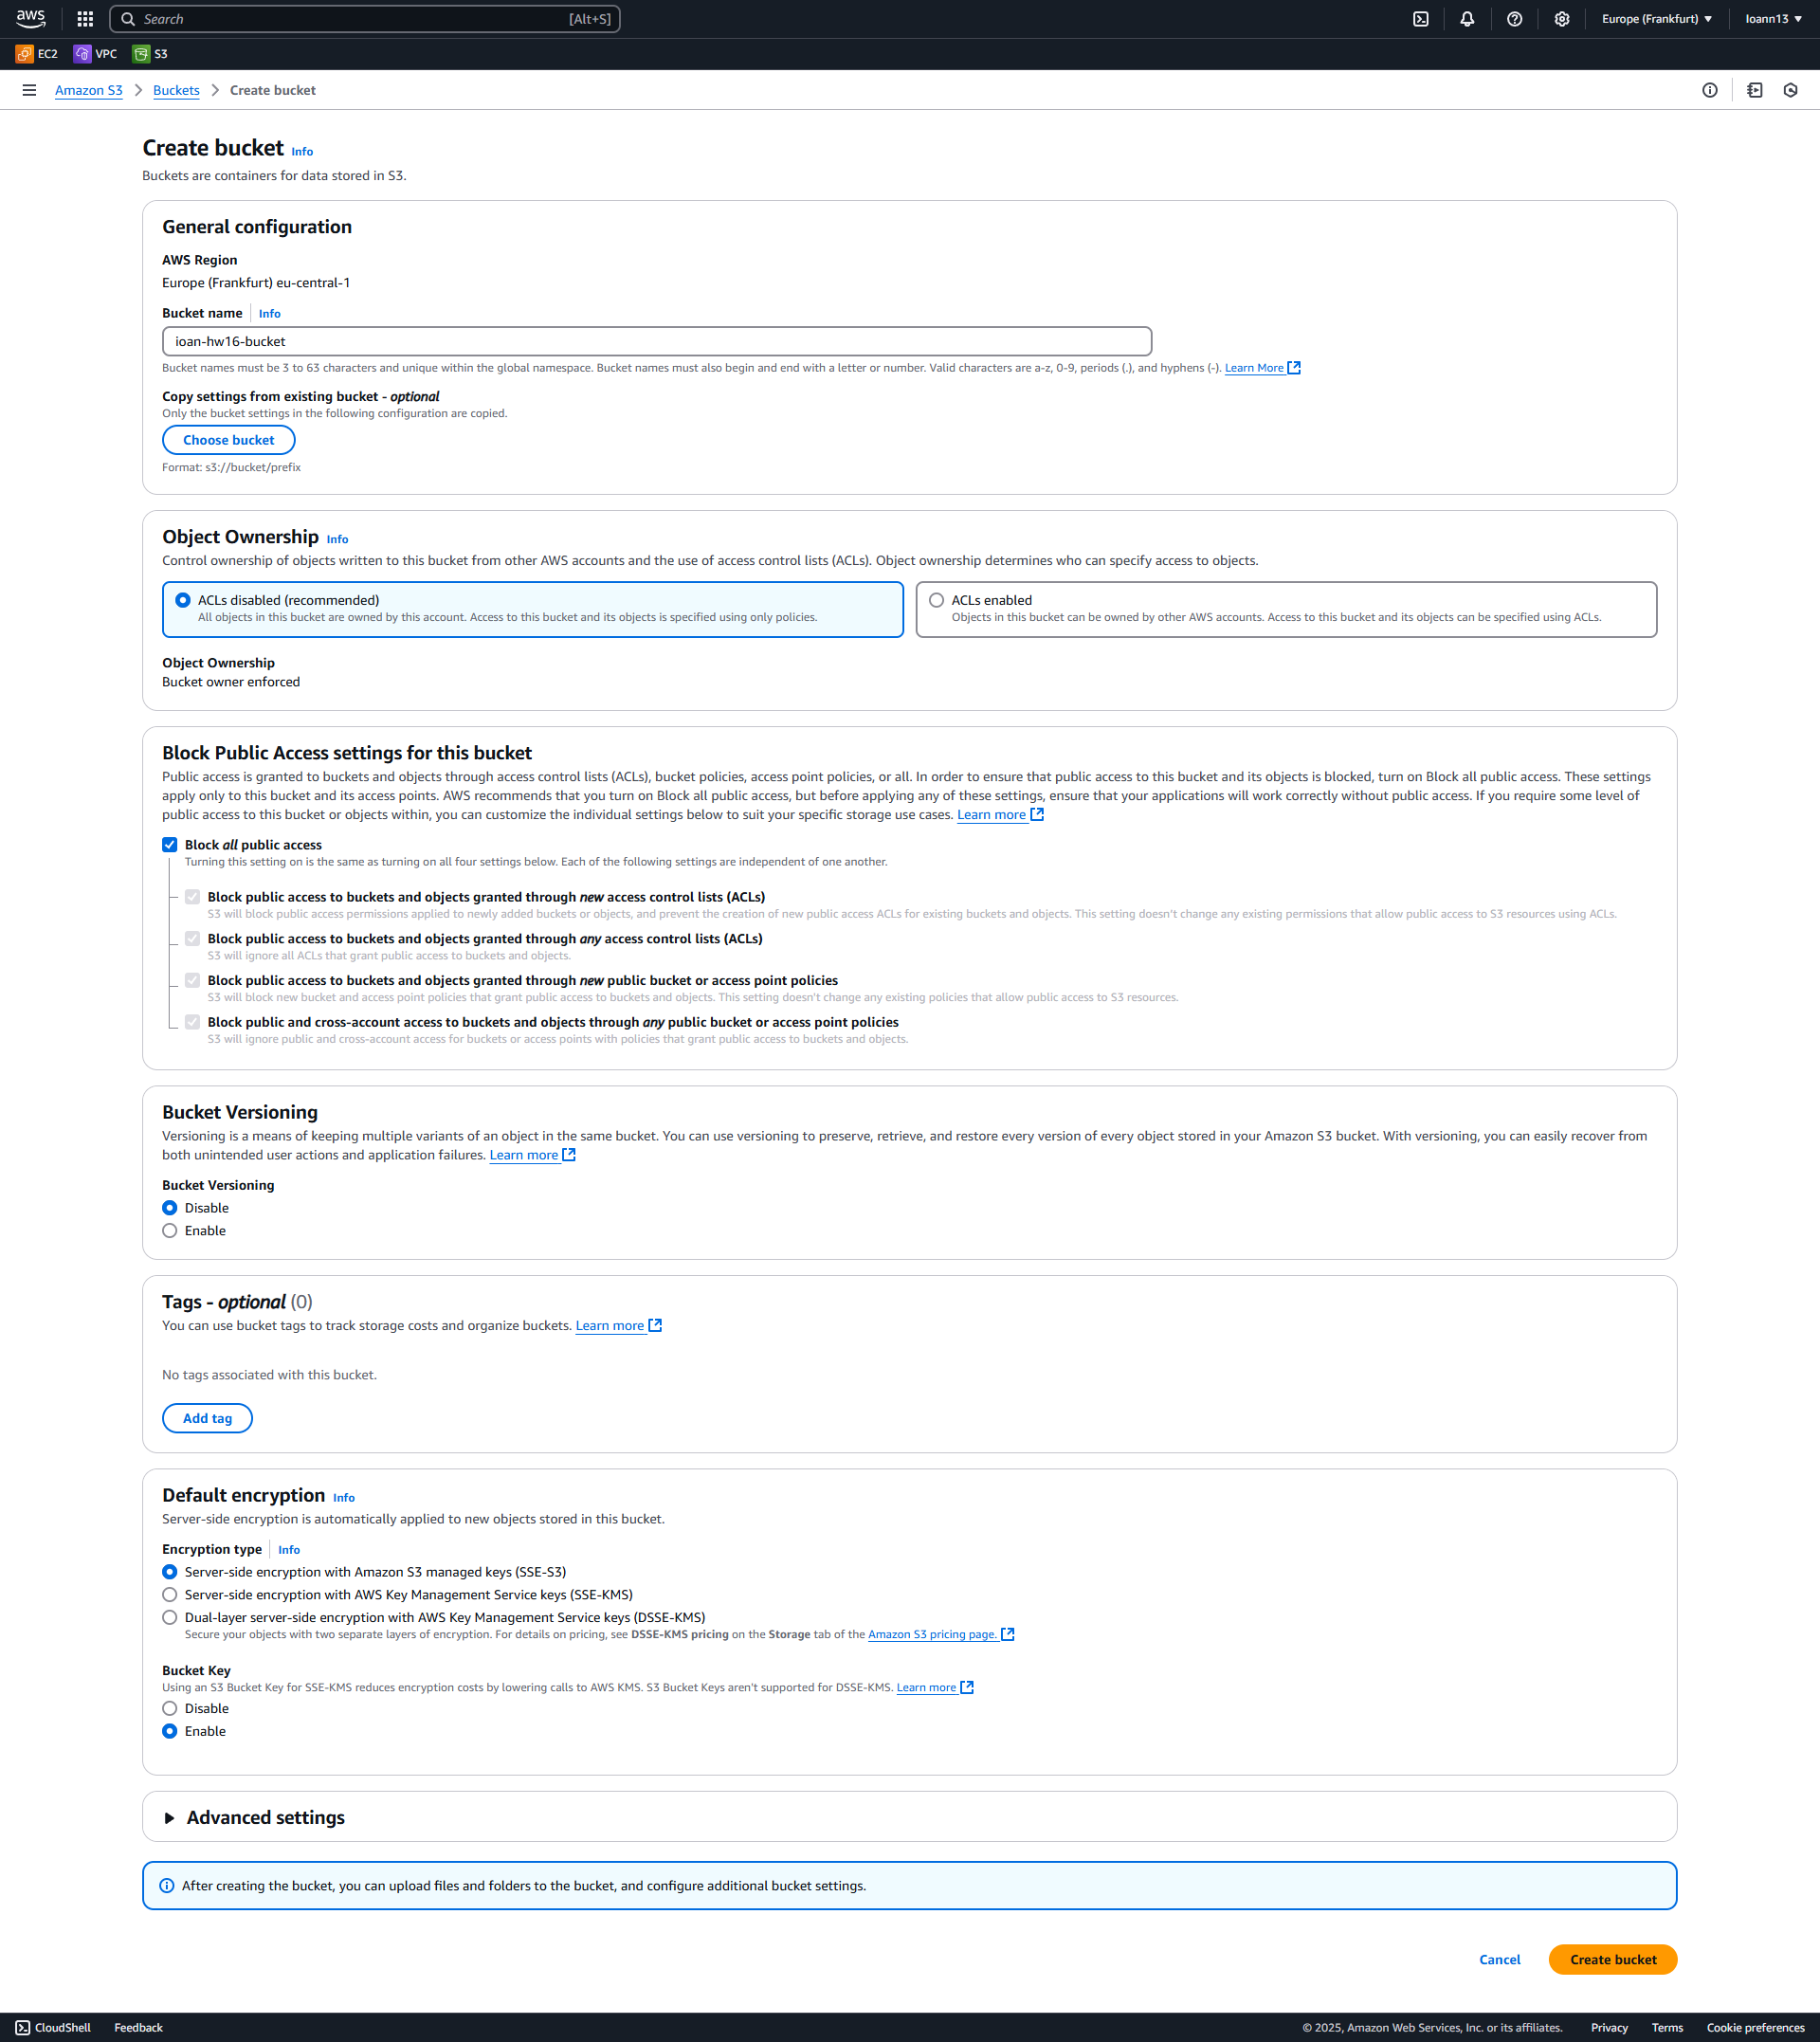 aws
Search [Alt+S] Europe (Frankfurt) Ioann13
EC2 VPC S3
Amazon S3 Buckets Create bucket
Create bucket Info
Buckets are containers for data stored in S3.
General configuration
AWS Region
Europe (Frankfurt) eu-central-1
Bucket name Info
ioan-hw16-bucket
Bucket names must be 3 to 63 characters and unique within the global namespace. Bucket names must also begin and end with a letter or number. Valid characters are a-z, 0-9, periods (.), and hyphens (-). Learn More
Copy settings from existing bucket - optional
Only the bucket settings in the following configuration are copied.
Choose bucket
Format: s3://bucket/prefix
Object Ownership Info
Control ownership of objects written to this bucket from other AWS accounts and the use of access control lists (ACLs). Object ownership determines who can specify access to objects.
ACLs disabled (recommended)
All objects in this bucket are owned by this account. Access to this bucket and its objects is specified using only policies.
ACLs enabled
Objects in this bucket can be owned by other AWS accounts. Access to this bucket and its objects can be specified using ACLs.
Object Ownership
Bucket owner enforced
Block Public Access settings for this bucket
Public access is granted to buckets and objects through access control lists (ACLs), bucket policies, access point policies, or all. In order to ensure that public access to this bucket and its objects is blocked, turn on Block all public access. These settings
apply only to this bucket and its access points. AWS recommends that you turn on Block all public access, but before applying any of these settings, ensure that your applications will work correctly without public access. If you require some level of
public access to this bucket or objects within, you can customize the individual settings below to suit your specific storage use cases. Learn more
Block all public access
Turning this setting on is the same as turning on all four settings below. Each of the following settings are independent of one another.
Block public access to buckets and objects granted through new access control lists (ACLs)
S3 will block public access permissions applied to newly added buckets or objects, and prevent the creation of new public access ACLs for existing buckets and objects. This setting doesn't change any existing permissions that allow public access to S3 resources using ACLs.
Block public access to buckets and objects granted through any access control lists (ACLs)
S3 will ignore all ACLs that grant public access to buckets and objects.
Block public access to buckets and objects granted through new public bucket or access point policies
S3 will block new bucket and access point policies that grant public access to buckets and objects. This setting doesn't change any existing policies that allow public access to S3 resources.
Block public and cross-account access to buckets and objects through any public bucket or access point policies
S3 will ignore public and cross-account access for buckets or access points with policies that grant public access to buckets and objects.
Bucket Versioning
Versioning is a means of keeping multiple variants of an object in the same bucket. You can use versioning to preserve, retrieve, and restore every version of every object stored in your Amazon S3 bucket. With versioning, you can easily recover from
both unintended user actions and application failures. Learn more
Bucket Versioning
Disable
Enable
Tags - optional (0)
You can use bucket tags to track storage costs and organize buckets. Learn more
No tags associated with this bucket.
Add tag
Default encryption Info
Server-side encryption is automatically applied to new objects stored in this bucket.
Encryption type Info
Server-side encryption with Amazon S3 managed keys (SSE-S3)
Server-side encryption with AWS Key Management Service keys (SSE-KMS)
Dual-layer server-side encryption with AWS Key Management Service keys (DSSE-KMS)
Secure your objects with two separate layers of encryption. For details on pricing, see DSSE-KMS pricing on the Storage tab of the Amazon S3 pricing page.
Bucket Key
Using an S3 Bucket Key for SSE-KMS reduces encryption costs by lowering calls to AWS KMS. S3 Bucket Keys aren't supported for DSSE-KMS. Learn more
Disable
Enable
Advanced settings
After creating the bucket, you can upload files and folders to the bucket, and configure additional bucket settings.
Cancel Create bucket
CloudShell Feedback © 2025, Amazon Web Services, Inc. or its affiliates. Privacy Terms Cookie preferences